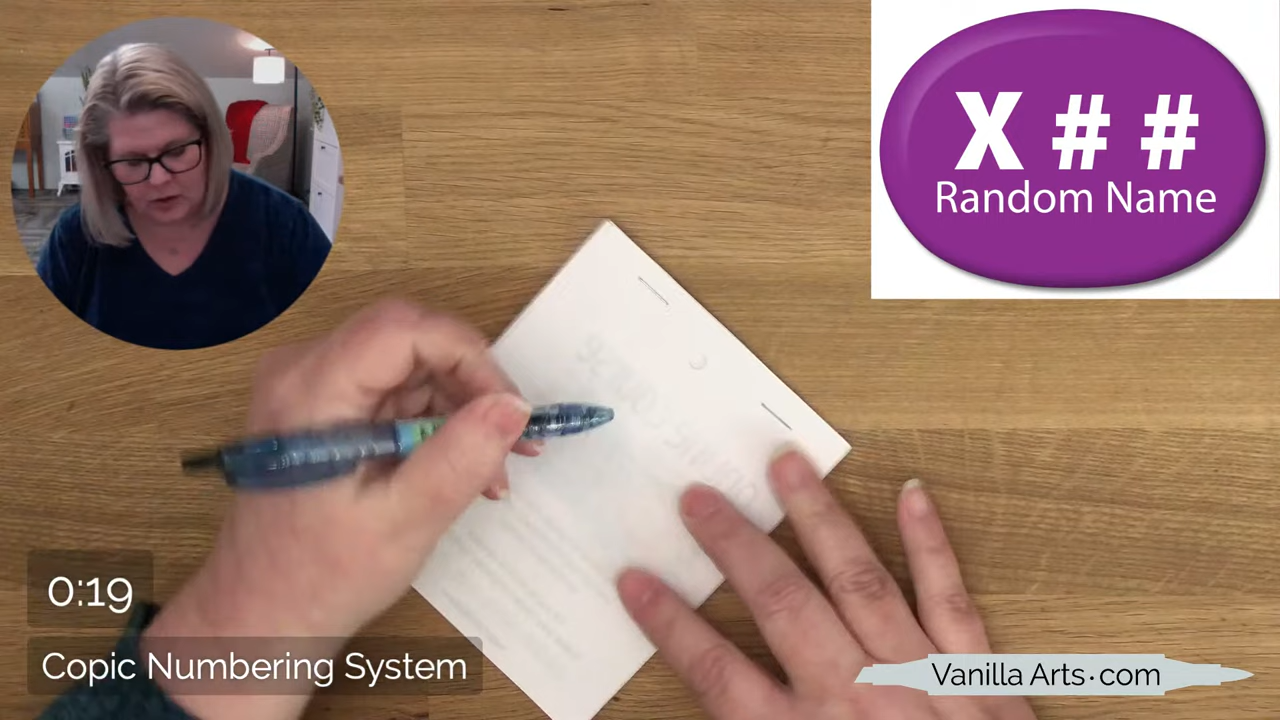 X # #
Random Name
0:19
Copic Numbering System
Vanilla Arts•com